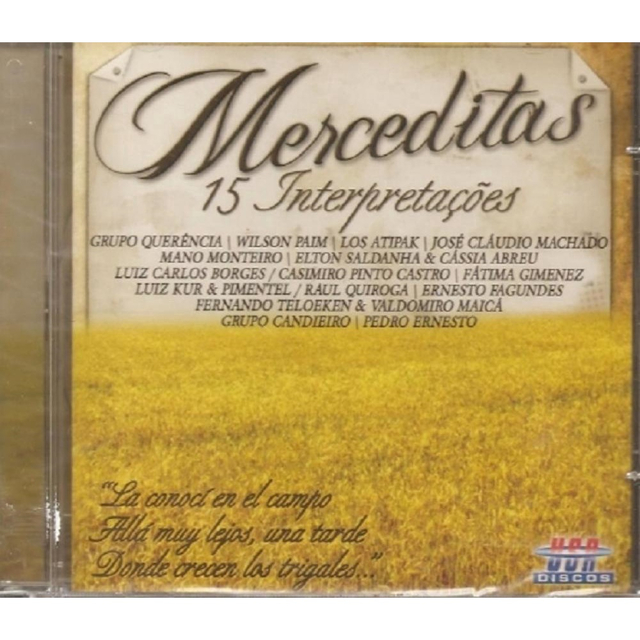 Merceditas
15 Interpretações
GRUPO QUERÊNCIA | WILSON PAIM | LOS ATIPAK | JOSÉ CLÁUDIO MACHADO
MANO MONTEIRO | ELTON SALDANHA & CÁSSIA ABREU
LUIZ CARLOS BORGES / CASIMIRO PINTO CASTRO | FÁTIMA GIMENEZ
LUIZ KUR & PIMENTEL / RAUL QUIROGA | ERNESTO FAGUNDES
FERNANDO TELOEKEN & VALDOMIRO MAICÁ
GRUPO CANDIEIRO | PEDRO ERNESTO
"La conocí en el campo
Allá muy lejos, una tarde
Donde crecen los trigales..."
DISCOS